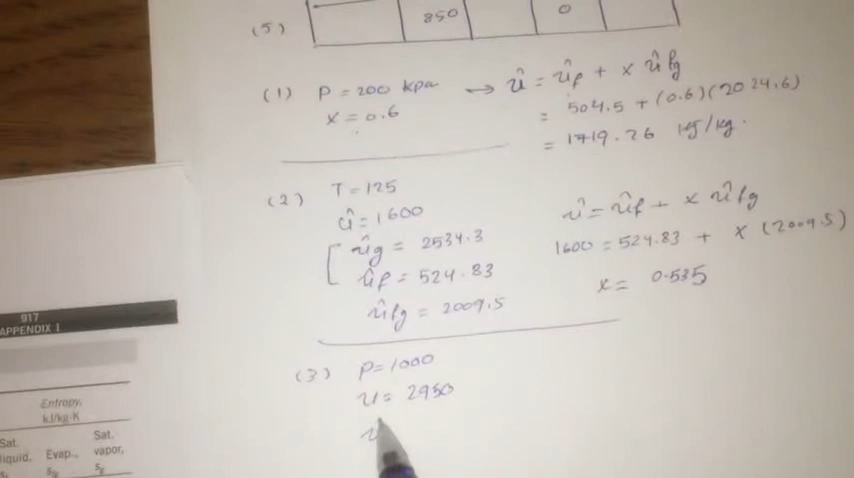 (5) 850 0
(1) P = 200 kpa → û = ûf + x ûfg
x = 0.6 = 504.5 + (0.6)(2024.6)
= 1719.26 kJ/kg.
(2) T = 125
û = 1600 û = ûf + x ûfg
ûg = 2534.3 1600 = 524.83 + x (2009.5)
ûf = 524.83 x = 0.535
ûfg = 2009.5
(3) P = 1000
u = 2950
u
917
APPENDIX I
Entropy,
kJ/kg·K
Sat. Sat.
liquid, Evap., vapor,
sfg sg